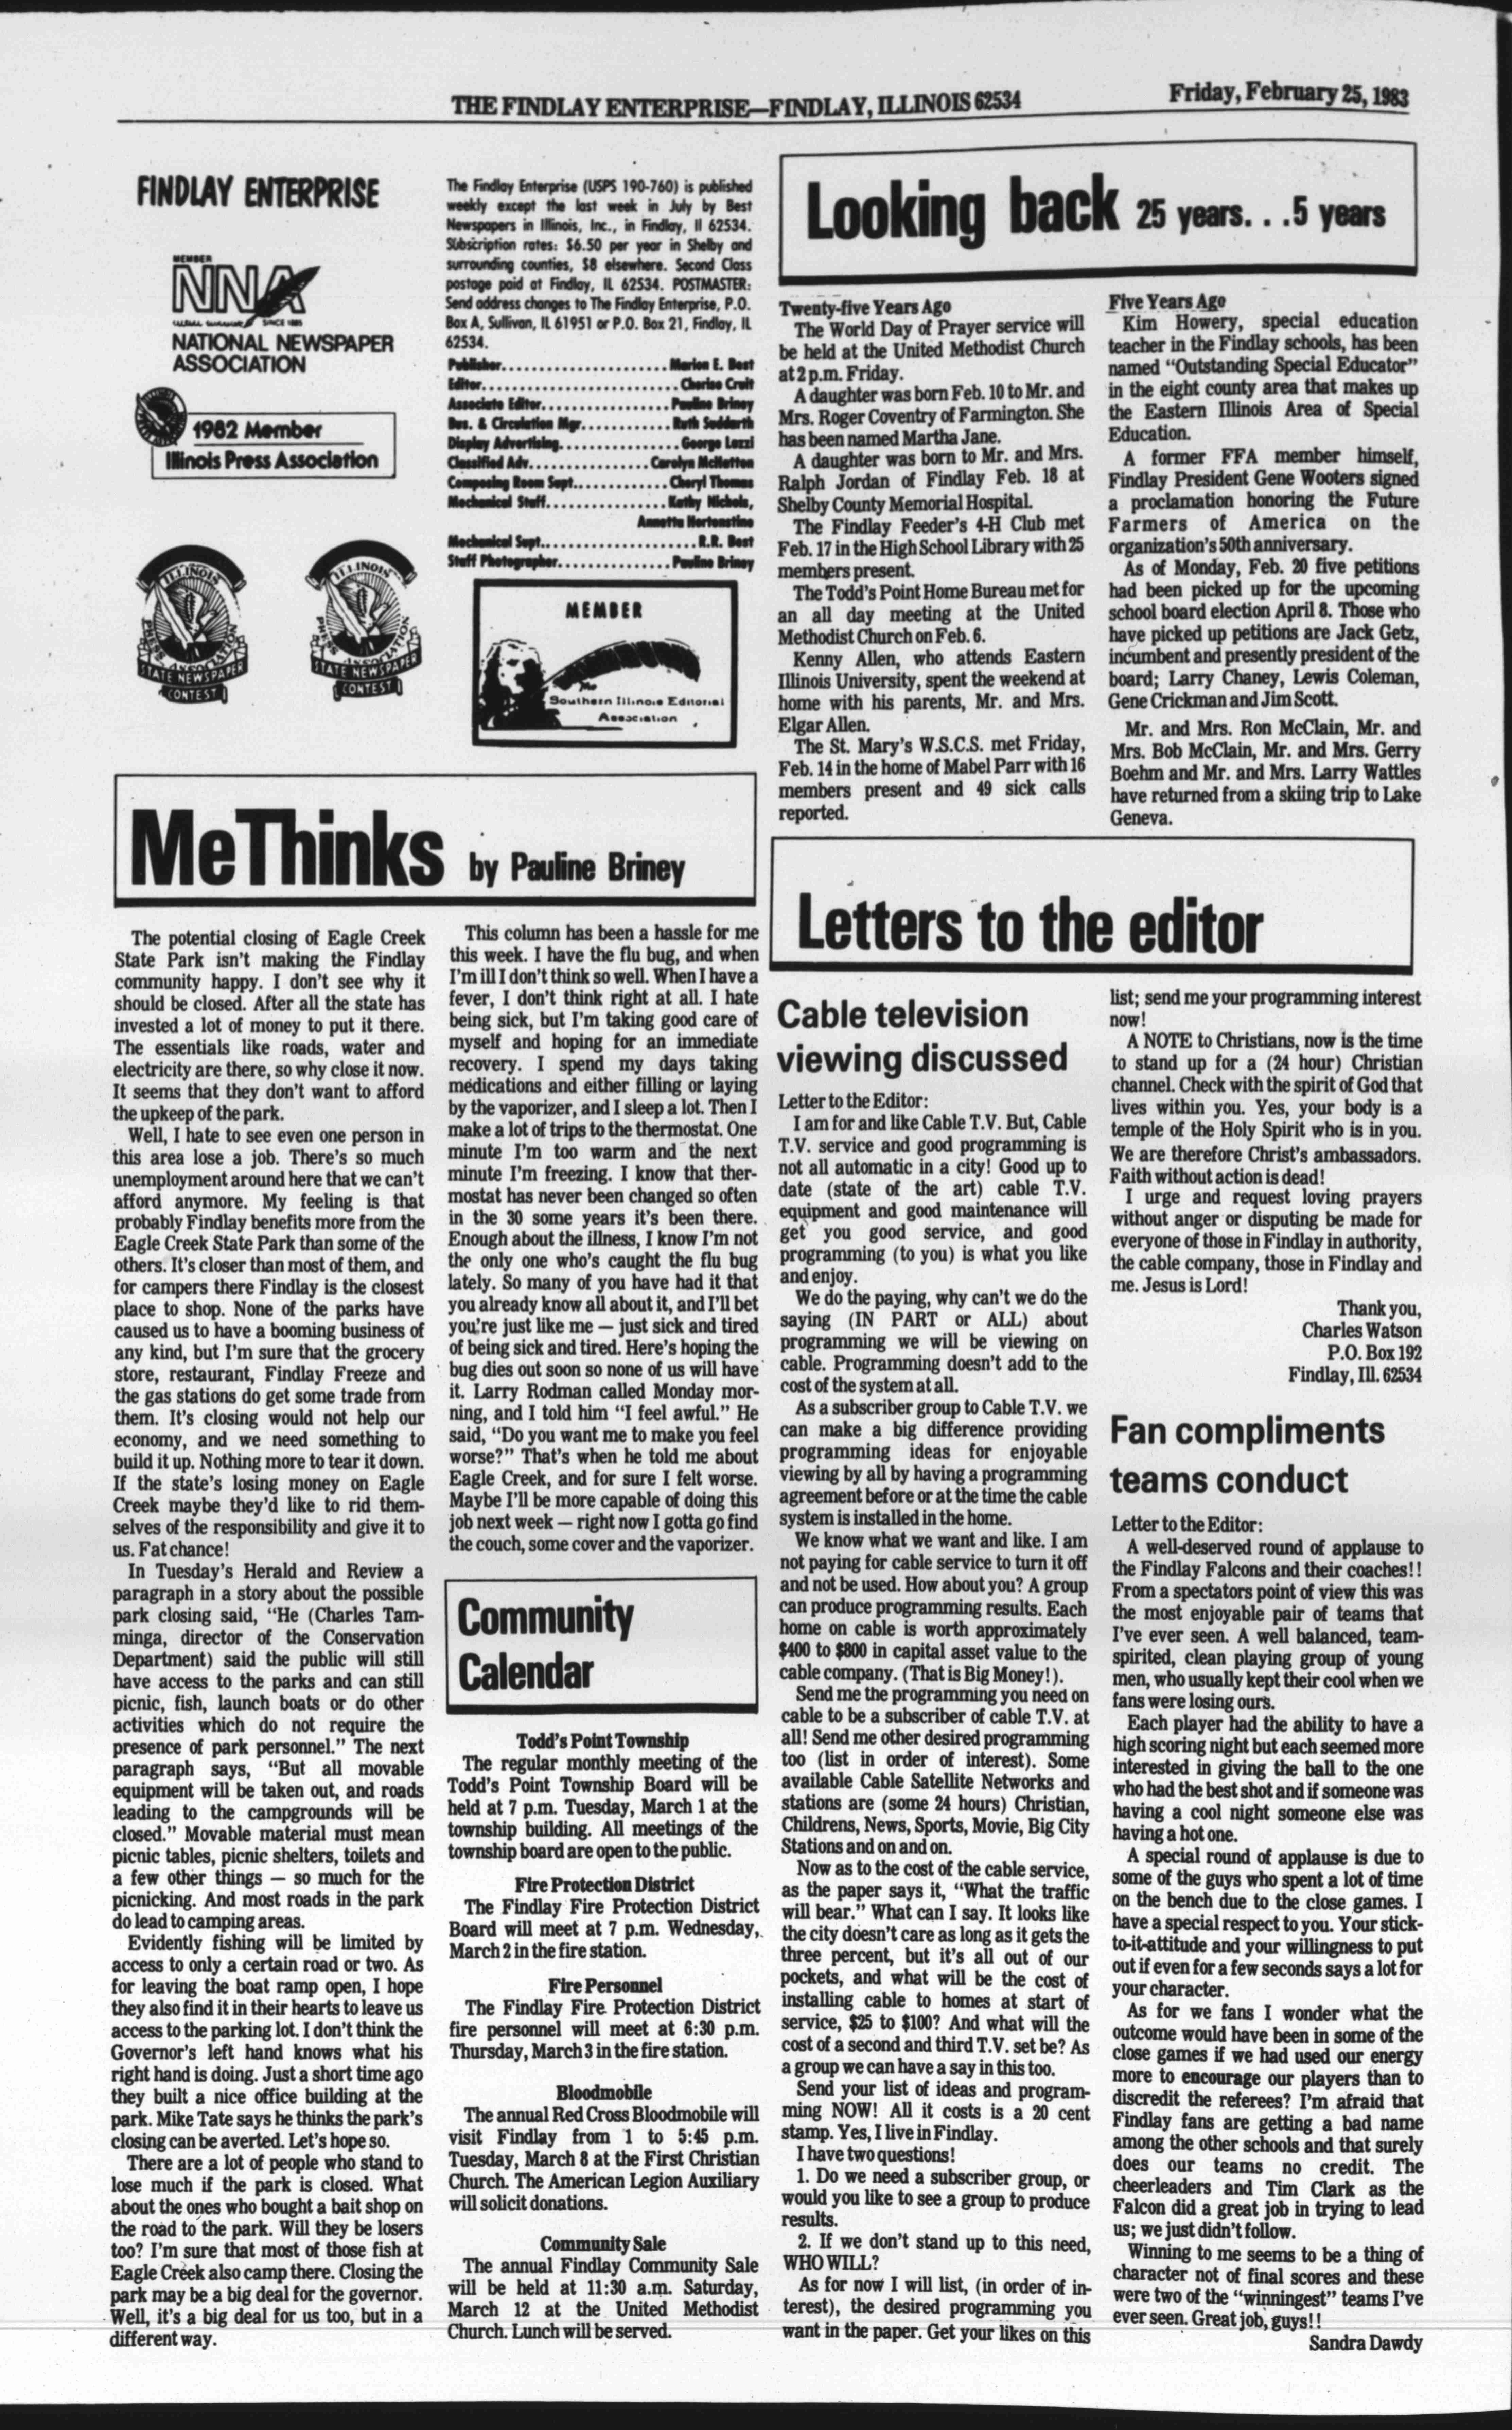 THE FINDLAY ENTERPRISE—FINDLAY, ILLINOIS 62534
Friday, February 25, 1983
FINDLAY ENTERPRISE
MEMBER
NNA
SINCE 1885
NATIONAL NEWSPAPER
ASSOCIATION
1982 Member
Illinois Press Association
ILLINOIS
PRESS ASSOCIATION
STATE NEWSPAPER
CONTEST
ILLINOIS
PRESS ASSOCIATION
STATE NEWSPAPER
CONTEST
The Findlay Enterprise (USPS 190-760) is published
weekly except the last week in July by Best
Newspapers in Illinois, Inc., in Findlay, Il 62534.
Subscription rates: $6.50 per year in Shelby and
surrounding counties, $8 elsewhere. Second Class
postage paid at Findlay, IL 62534. POSTMASTER:
Send address changes to The Findlay Enterprise, P.O.
Box A, Sullivan, IL 61951 or P.O. Box 21, Findlay, IL
62534.
Publisher......................Marion E. Best
Editor..........................Cherise Cruit
Associate Editor.................Pauline Briney
Bus. & Circulation Mgr............Ruth Suddarth
Display Advertising................George Lezzi
Classified Adv................Carolyn McHatton
Composing Room Supt.............Cheryl Thomas
Mechanical Staff................Kathy Nichols,
Annetta Hortenstine
Mechanical Supt.....................R.R. Best
Staff Photographer...............Pauline Briney
MEMBER
The
Southern Illinois Editorial
Association
MeThinks by Pauline Briney
The potential closing of Eagle Creek
State Park isn't making the Findlay
community happy. I don't see why it
should be closed. After all the state has
invested a lot of money to put it there.
The essentials like roads, water and
electricity are there, so why close it now.
It seems that they don't want to afford
the upkeep of the park.
Well, I hate to see even one person in
this area lose a job. There's so much
unemployment around here that we can't
afford anymore. My feeling is that
probably Findlay benefits more from the
Eagle Creek State Park than some of the
others. It's closer than most of them, and
for campers there Findlay is the closest
place to shop. None of the parks have
caused us to have a booming business of
any kind, but I'm sure that the grocery
store, restaurant, Findlay Freeze and
the gas stations do get some trade from
them. It's closing would not help our
economy, and we need something to
build it up. Nothing more to tear it down.
If the state's losing money on Eagle
Creek maybe they'd like to rid them-
selves of the responsibility and give it to
us. Fat chance!
In Tuesday's Herald and Review a
paragraph in a story about the possible
park closing said, "He (Charles Tam-
minga, director of the Conservation
Department) said the public will still
have access to the parks and can still
picnic, fish, launch boats or do other
activities which do not require the
presence of park personnel." The next
paragraph says, "But all movable
equipment will be taken out, and roads
leading to the campgrounds will be
closed." Movable material must mean
picnic tables, picnic shelters, toilets and
a few other things — so much for the
picnicking. And most roads in the park
do lead to camping areas.
Evidently fishing will be limited by
access to only a certain road or two. As
for leaving the boat ramp open, I hope
they also find it in their hearts to leave us
access to the parking lot. I don't think the
Governor's left hand knows what his
right hand is doing. Just a short time ago
they built a nice office building at the
park. Mike Tate says he thinks the park's
closing can be averted. Let's hope so.
There are a lot of people who stand to
lose much if the park is closed. What
about the ones who bought a bait shop on
the road to the park. Will they be losers
too? I'm sure that most of those fish at
Eagle Creek also camp there. Closing the
park may be a big deal for the governor.
Well, it's a big deal for us too, but in a
different way.
This column has been a hassle for me
this week. I have the flu bug, and when
I'm ill I don't think so well. When I have a
fever, I don't think right at all. I hate
being sick, but I'm taking good care of
myself and hoping for an immediate
recovery. I spend my days taking
medications and either filling or laying
by the vaporizer, and I sleep a lot. Then I
make a lot of trips to the thermostat. One
minute I'm too warm and the next
minute I'm freezing. I know that ther-
mostat has never been changed so often
in the 30 some years it's been there.
Enough about the illness, I know I'm not
the only one who's caught the flu bug
lately. So many of you have had it that
you already know all about it, and I'll bet
you're just like me — just sick and tired
of being sick and tired. Here's hoping the
bug dies out soon so none of us will have
it. Larry Rodman called Monday mor-
ning, and I told him "I feel awful." He
said, "Do you want me to make you feel
worse?" That's when he told me about
Eagle Creek, and for sure I felt worse.
Maybe I'll be more capable of doing this
job next week — right now I gotta go find
the couch, some cover and the vaporizer.
Community
Calendar
Todd's Point Township
The regular monthly meeting of the
Todd's Point Township Board will be
held at 7 p.m. Tuesday, March 1 at the
township building. All meetings of the
township board are open to the public.
Fire Protection District
The Findlay Fire Protection District
Board will meet at 7 p.m. Wednesday,
March 2 in the fire station.
Fire Personnel
The Findlay Fire Protection District
fire personnel will meet at 6:30 p.m.
Thursday, March 3 in the fire station.
Bloodmobile
The annual Red Cross Bloodmobile will
visit Findlay from 1 to 5:45 p.m.
Tuesday, March 8 at the First Christian
Church. The American Legion Auxiliary
will solicit donations.
Community Sale
The annual Findlay Community Sale
will be held at 11:30 a.m. Saturday,
March 12 at the United Methodist
Church. Lunch will be served.
Looking back 25 years. . .5 years
Twenty-five Years Ago
The World Day of Prayer service will
be held at the United Methodist Church
at 2 p.m. Friday.
A daughter was born Feb. 10 to Mr. and
Mrs. Roger Coventry of Farmington. She
has been named Martha Jane.
A daughter was born to Mr. and Mrs.
Ralph Jordan of Findlay Feb. 18 at
Shelby County Memorial Hospital.
The Findlay Feeder's 4-H Club met
Feb. 17 in the High School Library with 25
members present.
The Todd's Point Home Bureau met for
an all day meeting at the United
Methodist Church on Feb. 6.
Kenny Allen, who attends Eastern
Illinois University, spent the weekend at
home with his parents, Mr. and Mrs.
Elgar Allen.
The St. Mary's W.S.C.S. met Friday,
Feb. 14 in the home of Mabel Parr with 16
members present and 49 sick calls
reported.
Five Years Ago
Kim Howery, special education
teacher in the Findlay schools, has been
named "Outstanding Special Educator"
in the eight county area that makes up
the Eastern Illinois Area of Special
Education.
A former FFA member himself,
Findlay President Gene Wooters signed
a proclamation honoring the Future
Farmers of America on the
organization's 50th anniversary.
As of Monday, Feb. 20 five petitions
had been picked up for the upcoming
school board election April 8. Those who
have picked up petitions are Jack Getz,
incumbent and presently president of the
board; Larry Chaney, Lewis Coleman,
Gene Crickman and Jim Scott.
Mr. and Mrs. Ron McClain, Mr. and
Mrs. Bob McClain, Mr. and Mrs. Gerry
Boehm and Mr. and Mrs. Larry Wattles
have returned from a skiing trip to Lake
Geneva.
Letters to the editor
Cable television
viewing discussed
Letter to the Editor:
I am for and like Cable T.V. But, Cable
T.V. service and good programming is
not all automatic in a city! Good up to
date (state of the art) cable T.V.
equipment and good maintenance will
get you good service, and good
programming (to you) is what you like
and enjoy.
We do the paying, why can't we do the
saying (IN PART or ALL) about
programming we will be viewing on
cable. Programming doesn't add to the
cost of the system at all.
As a subscriber group to Cable T.V. we
can make a big difference providing
programming ideas for enjoyable
viewing by all by having a programming
agreement before or at the time the cable
system is installed in the home.
We know what we want and like. I am
not paying for cable service to turn it off
and not be used. How about you? A group
can produce programming results. Each
home on cable is worth approximately
$400 to $800 in capital asset value to the
cable company. (That is Big Money!).
Send me the programming you need on
cable to be a subscriber of cable T.V. at
all! Send me other desired programming
too (list in order of interest). Some
available Cable Satellite Networks and
stations are (some 24 hours) Christian,
Childrens, News, Sports, Movie, Big City
Stations and on and on.
Now as to the cost of the cable service,
as the paper says it, "What the traffic
will bear." What can I say. It looks like
the city doesn't care as long as it gets the
three percent, but it's all out of our
pockets, and what will be the cost of
installing cable to homes at start of
service, $25 to $100? And what will the
cost of a second and third T.V. set be? As
a group we can have a say in this too.
Send your list of ideas and program-
ming NOW! All it costs is a 20 cent
stamp. Yes, I live in Findlay.
I have two questions!
1. Do we need a subscriber group, or
would you like to see a group to produce
results.
2. If we don't stand up to this need,
WHO WILL?
As for now I will list, (in order of in-
terest), the desired programming you
want in the paper. Get your likes on this
list; send me your programming interest
now!
A NOTE to Christians, now is the time
to stand up for a (24 hour) Christian
channel. Check with the spirit of God that
lives within you. Yes, your body is a
temple of the Holy Spirit who is in you.
We are therefore Christ's ambassadors.
Faith without action is dead!
I urge and request loving prayers
without anger or disputing be made for
everyone of those in Findlay in authority,
the cable company, those in Findlay and
me. Jesus is Lord!
Thank you,
Charles Watson
P.O. Box 192
Findlay, Ill. 62534
Fan compliments
teams conduct
Letter to the Editor:
A well-deserved round of applause to
the Findlay Falcons and their coaches!!
From a spectators point of view this was
the most enjoyable pair of teams that
I've ever seen. A well balanced, team-
spirited, clean playing group of young
men, who usually kept their cool when we
fans were losing ours.
Each player had the ability to have a
high scoring night but each seemed more
interested in giving the ball to the one
who had the best shot and if someone was
having a cool night someone else was
having a hot one.
A special round of applause is due to
some of the guys who spent a lot of time
on the bench due to the close games. I
have a special respect to you. Your stick-
to-it-attitude and your willingness to put
out if even for a few seconds says a lot for
your character.
As for we fans I wonder what the
outcome would have been in some of the
close games if we had used our energy
more to encourage our players than to
discredit the referees? I'm afraid that
Findlay fans are getting a bad name
among the other schools and that surely
does our teams no credit. The
cheerleaders and Tim Clark as the
Falcon did a great job in trying to lead
us; we just didn't follow.
Winning to me seems to be a thing of
character not of final scores and these
were two of the "winningest" teams I've
ever seen. Great job, guys!!
Sandra Dawdy